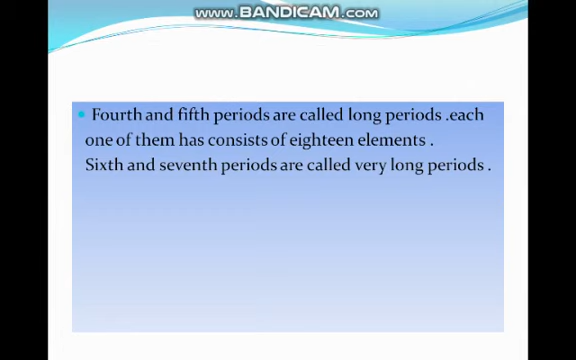 www.BANDICAM.com
Fourth and fifth periods are called long periods .each
one of them has consists of eighteen elements .
Sixth and seventh periods are called very long periods .